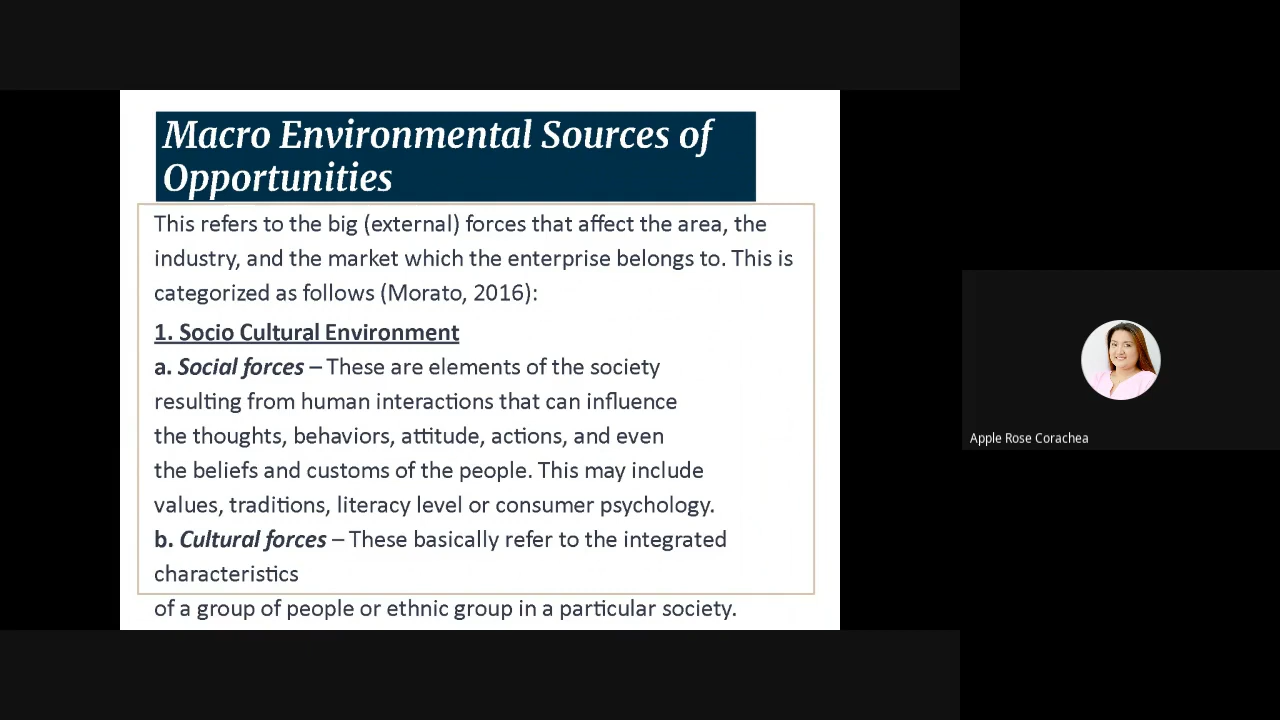 Macro Environmental Sources of
Opportunities
This refers to the big (external) forces that affect the area, the
industry, and the market which the enterprise belongs to. This is
categorized as follows (Morato, 2016):
1. Socio Cultural Environment
a. Social forces – These are elements of the society
resulting from human interactions that can influence
the thoughts, behaviors, attitude, actions, and even
the beliefs and customs of the people. This may include
values, traditions, literacy level or consumer psychology.
b. Cultural forces – These basically refer to the integrated
characteristics
of a group of people or ethnic group in a particular society.
Apple Rose Corachea